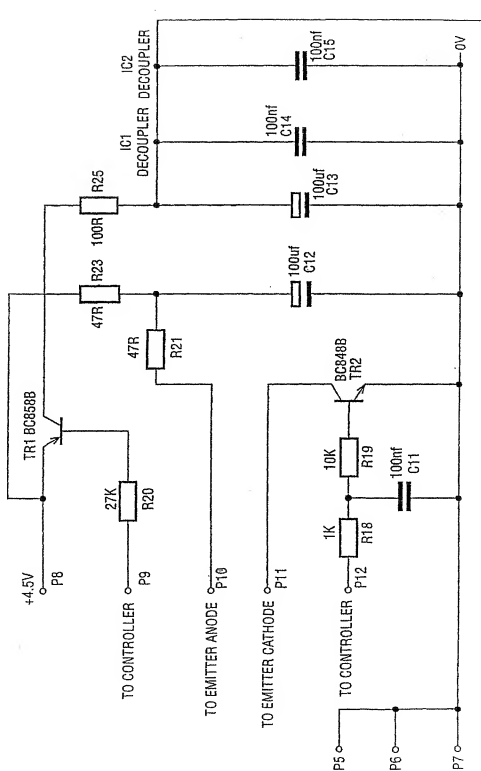 +4.5V
P8
TR1 BC858B
TO CONTROLLER
P9
27K
R20
TO EMITTER ANODE
P10
47R
R21
47R
R23
100R
R25
TO EMITTER CATHODE
P11
TO CONTROLLER
P12
1K
R18
10K
R19
BC848B
TR2
100nf
C11
100uf
C12
100uf
C13
IC1
DECOUPLER
100nf
C14
IC2
DECOUPLER
100nf
C15
0V
P5
P6
P7